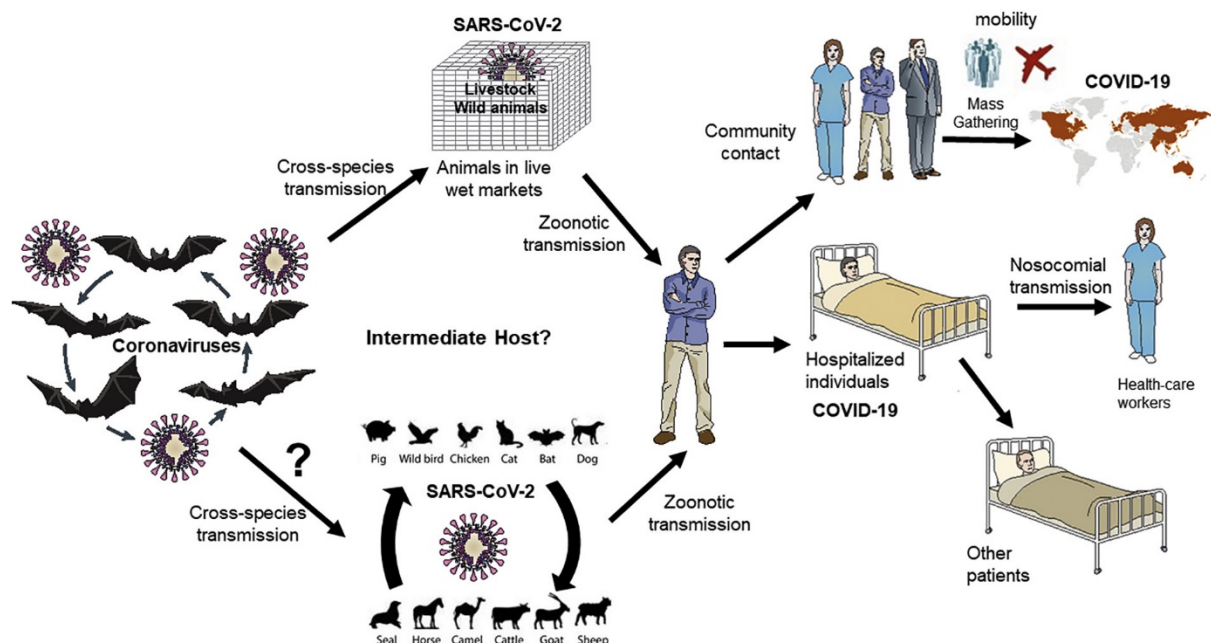 SARS-CoV-2
Livestock
Wild animals
Animals in live
wet markets
Cross-species
transmission
Zoonotic
transmission
Coronaviruses
Intermediate Host?
?
Cross-species
transmission
Pig Wild bird Chicken Cat Bat Dog
SARS-CoV-2
Seal Horse Camel Cattle Goat Sheep
Zoonotic
transmission
Community
contact
mobility
Mass
Gathering
COVID-19
Hospitalized
individuals
COVID-19
Nosocomial
transmission
Health-care
workers
Other
patients